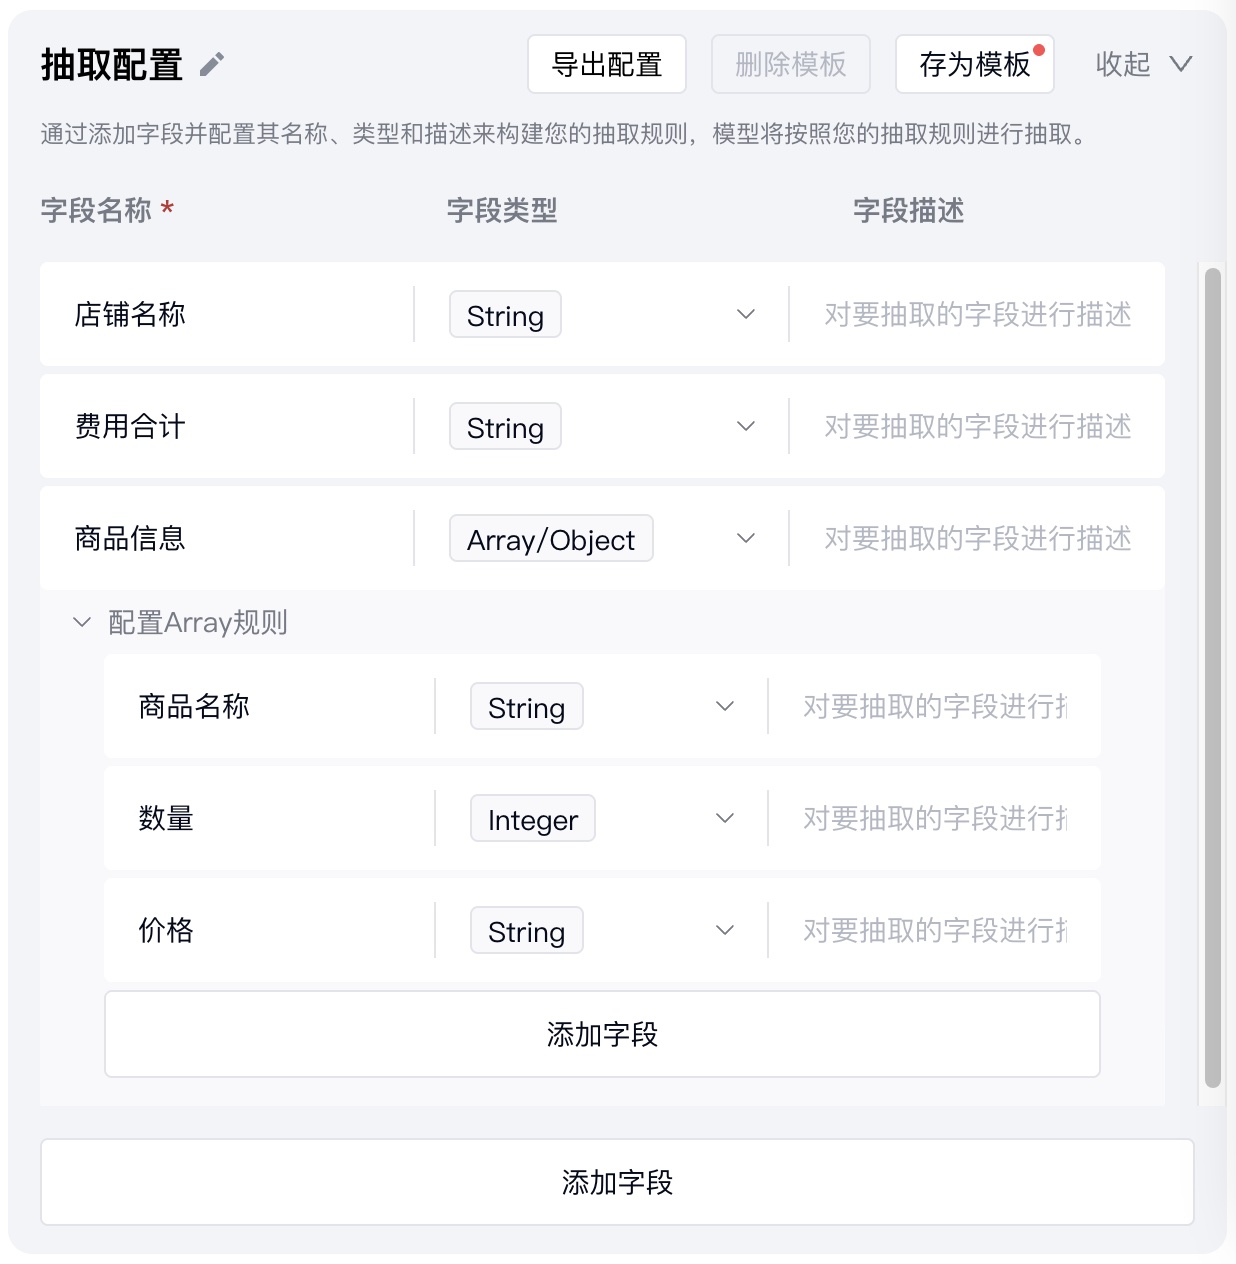 抽取配置 导出配置 删除模板 存为模板 收起
通过添加字段并配置其名称、类型和描述来构建您的抽取规则，模型将按照您的抽取规则进行抽取。
字段名称 * 字段类型 字段描述
店铺名称 String 对要抽取的字段进行描述
费用合计 String 对要抽取的字段进行描述
商品信息 Array/Object 对要抽取的字段进行描述
配置Array规则
商品名称 String 对要抽取的字段进行
数量 Integer 对要抽取的字段进行
价格 String 对要抽取的字段进行
添加字段
添加字段